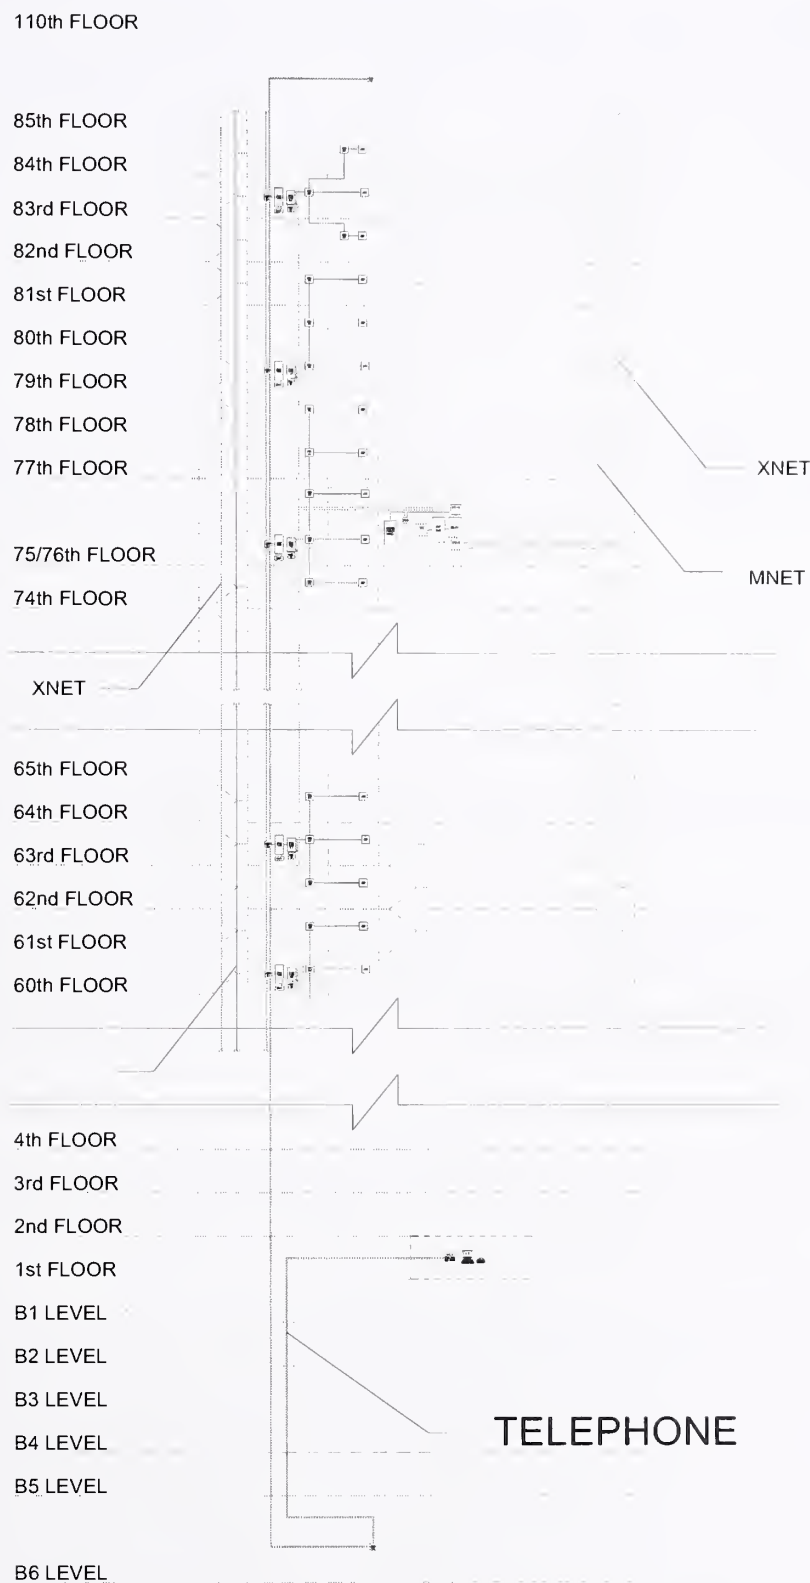 110th FLOOR
85th FLOOR
84th FLOOR
83rd FLOOR
82nd FLOOR
81st FLOOR
80th FLOOR
79th FLOOR
78th FLOOR
77th FLOOR
XNET
75/76th FLOOR
MNET
74th FLOOR
XNET
65th FLOOR
64th FLOOR
63rd FLOOR
62nd FLOOR
61st FLOOR
60th FLOOR
4th FLOOR
3rd FLOOR
2nd FLOOR
1st FLOOR
B1 LEVEL
B2 LEVEL
B3 LEVEL
TELEPHONE
B4 LEVEL
B5 LEVEL
B6 LEVEL